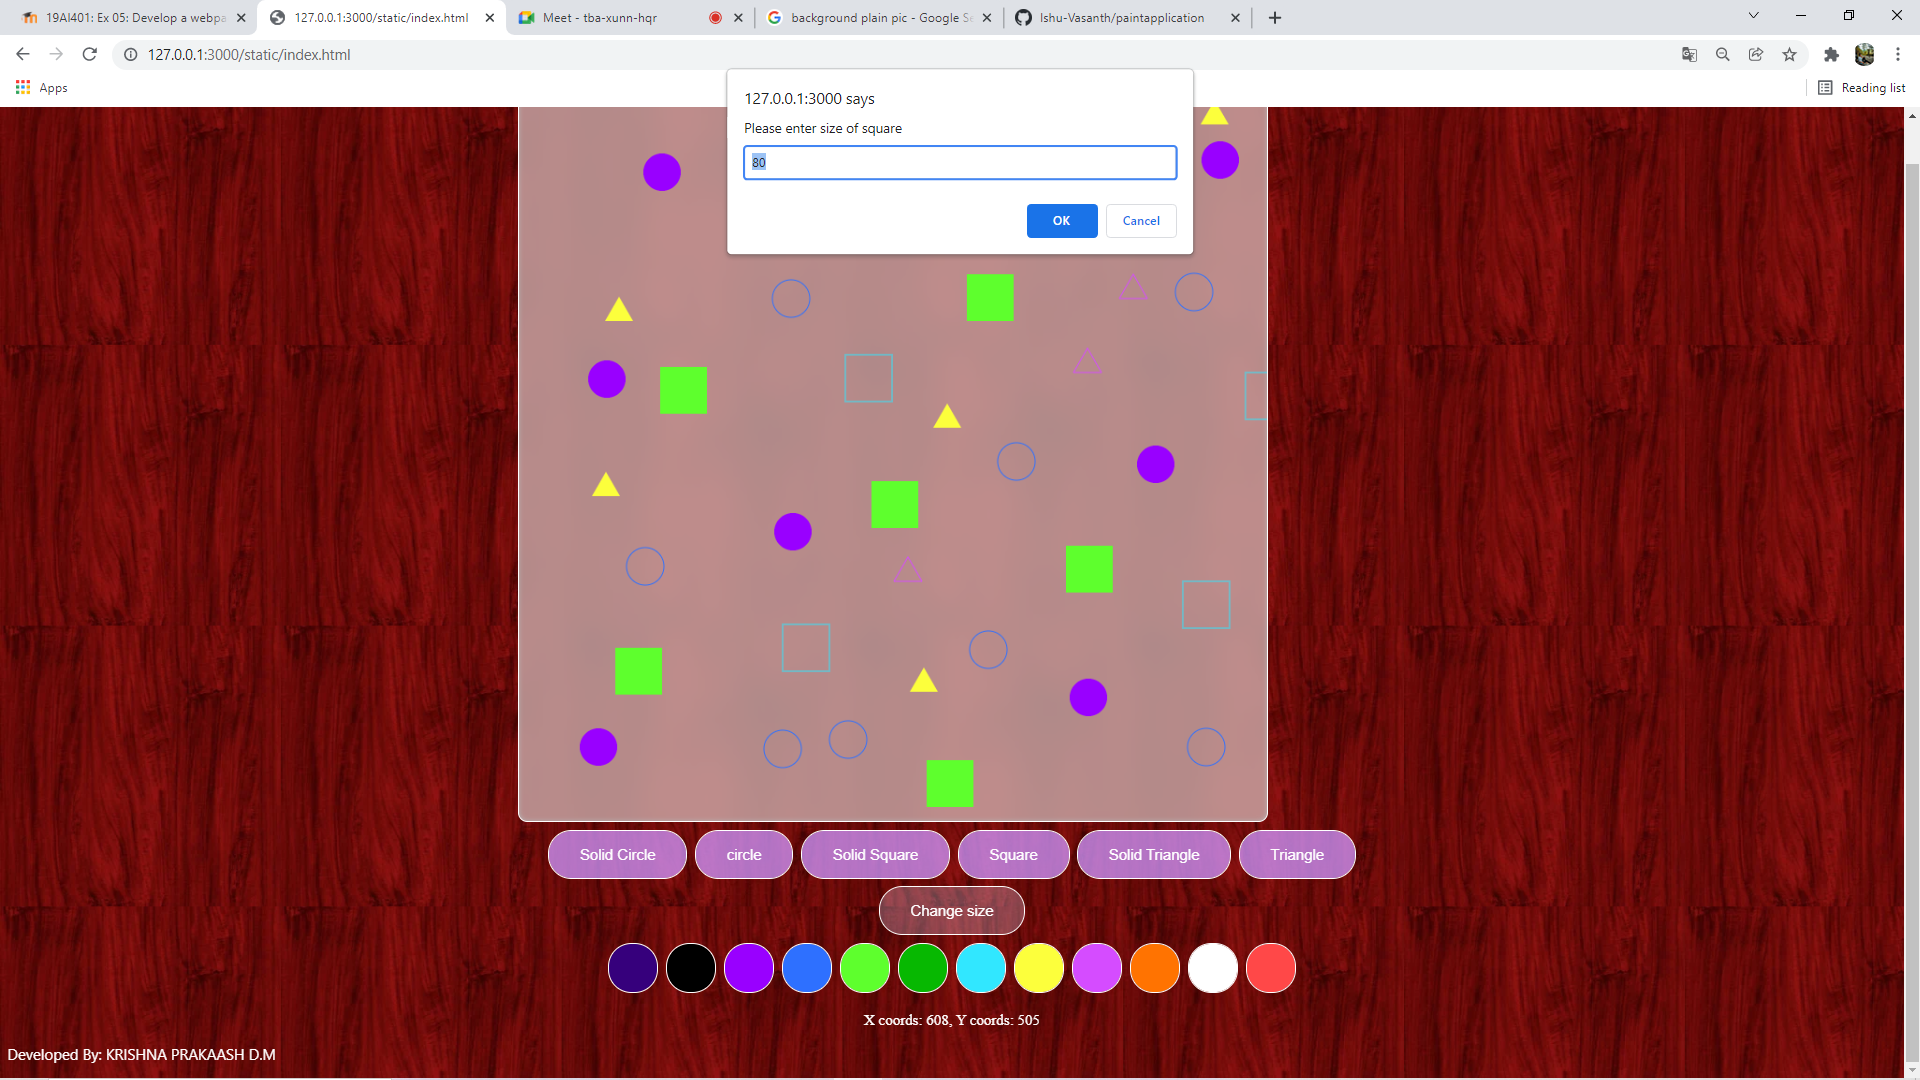 19AI401: Ex 05: Develop a webpa
127.0.0.1:3000/static/index.html
Meet - tba-xunn-hqr
background plain pic - Google Se
Ishu-Vasanth/paintapplication
127.0.0.1:3000/static/index.html
Apps
Reading list
127.0.0.1:3000 says
Please enter size of square
80
OK
Cancel
Solid Circle
circle
Solid Square
Square
Solid Triangle
Triangle
Change size
X coords: 608, Y coords: 505
Developed By: KRISHNA PRAKAASH D.M